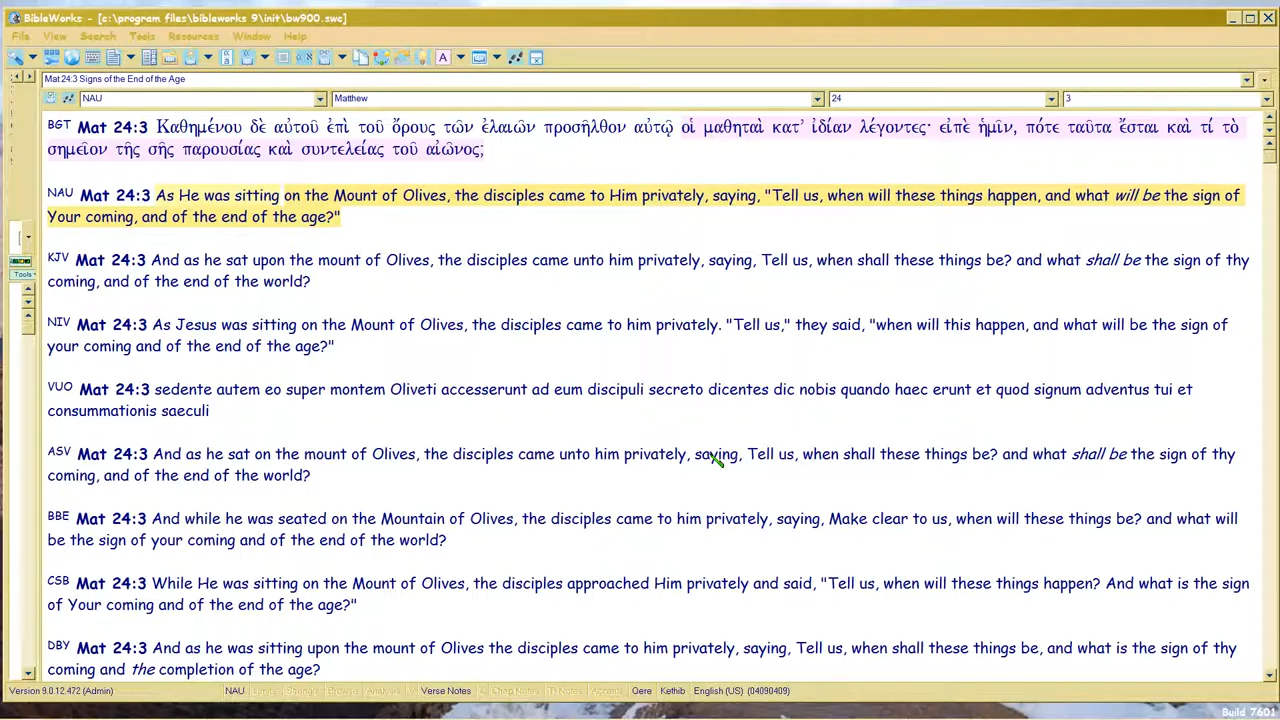 BibleWorks - [c:\program files\bibleworks 9\init\bw900.swc]
File View Search Tools Resources Window Help
Mat 24:3 Signs of the End of the Age
NAU Matthew 24 3
BGT Mat 24:3 Καθημένου δὲ αὐτοῦ ἐπὶ τοῦ ὄρους τῶν ἐλαιῶν προσῆλθον αὐτῷ οἱ μαθηταὶ κατ' ἰδίαν λέγοντες· εἰπὲ ἡμῖν, πότε ταῦτα ἔσται καὶ τί τὸ
σημεῖον τῆς σῆς παρουσίας καὶ συντελείας τοῦ αἰῶνος;
NAU Mat 24:3 As He was sitting on the Mount of Olives, the disciples came to Him privately, saying, "Tell us, when will these things happen, and what will be the sign of
Your coming, and of the end of the age?"
KJV Mat 24:3 And as he sat upon the mount of Olives, the disciples came unto him privately, saying, Tell us, when shall these things be? and what shall be the sign of thy
coming, and of the end of the world?
NIV Mat 24:3 As Jesus was sitting on the Mount of Olives, the disciples came to him privately. "Tell us," they said, "when will this happen, and what will be the sign of
your coming and of the end of the age?"
VUO Mat 24:3 sedente autem eo super montem Oliveti accesserunt ad eum discipuli secreto dicentes dic nobis quando haec erunt et quod signum adventus tui et
consummationis saeculi
ASV Mat 24:3 And as he sat on the mount of Olives, the disciples came unto him privately, saying, Tell us, when shall these things be? and what shall be the sign of thy
coming, and of the end of the world?
BBE Mat 24:3 And while he was seated on the Mountain of Olives, the disciples came to him privately, saying, Make clear to us, when will these things be? and what will
be the sign of your coming and of the end of the world?
CSB Mat 24:3 While He was sitting on the Mount of Olives, the disciples approached Him privately and said, "Tell us, when will these things happen? And what is the sign
of Your coming and of the end of the age?"
DBY Mat 24:3 And as he was sitting upon the mount of Olives the disciples came to him privately, saying, Tell us, when shall these things be, and what is the sign of thy
coming and the completion of the age?
Tools
Version 9.0.12.472 (Admin) NAU Strong's Browse Verse Notes Chap Notes Gere Kethib English (US) (04090409)
Build 7601